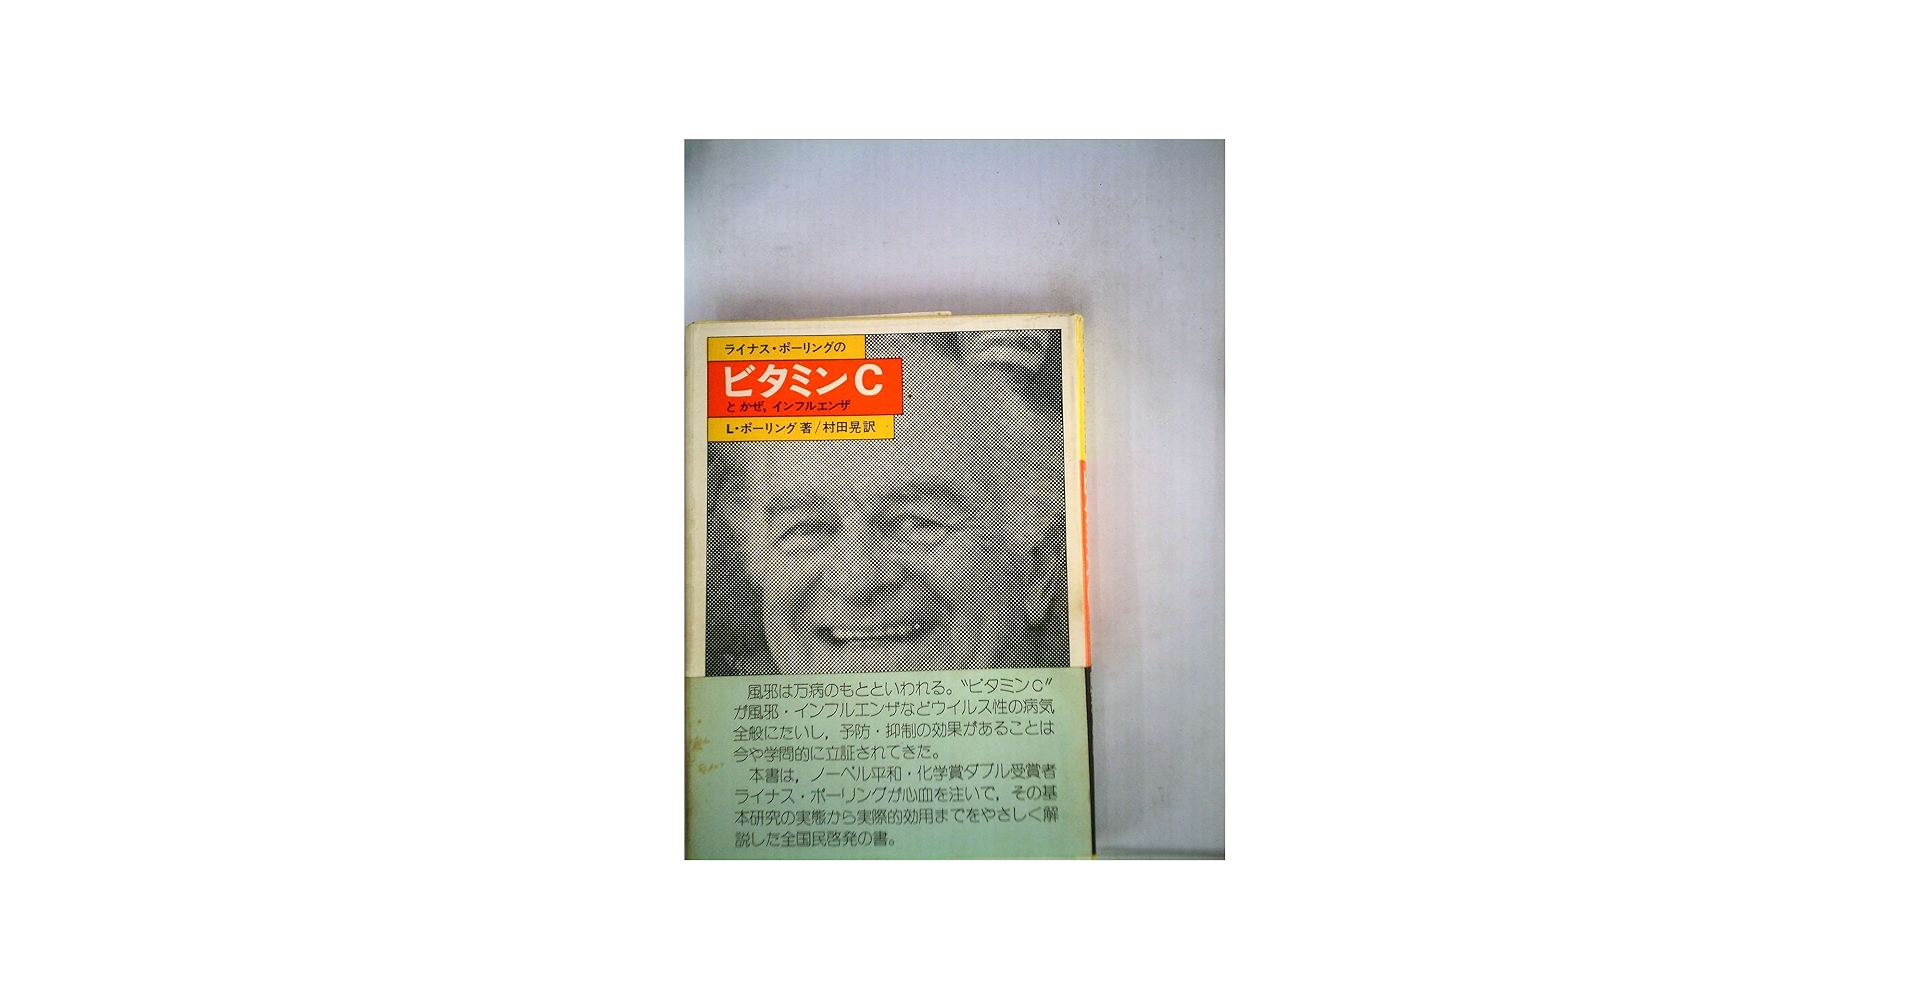 ライナス・ポーリングの
ビタミンC
とかぜ，インフルエンザ
L・ポーリング著/村田晃訳
風邪は万病のもとといわれる。〝ビタミンC〟
が風邪・インフルエンザなどウイルス性の病気
全般にたいし，予防・抑制の効果があることは
今や学問的に立証されてきた。
本書は，ノーベル平和・化学賞ダブル受賞者
ライナス・ポーリングが心血を注いで，その基
本研究の実態から実際的効用までをやさしく解
説した全国民啓発の書。